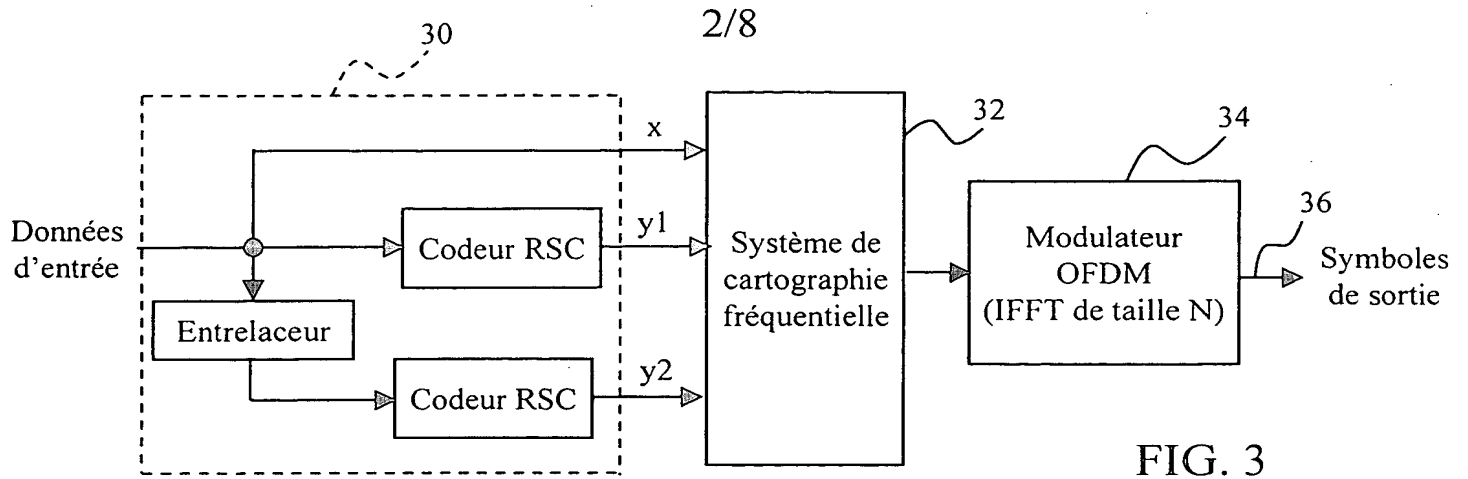 2/8
30
x
32
34
Données
d'entrée
Codeur RSC
y1
Système de
cartographie
fréquentielle
Modulateur
OFDM
(IFFT de taille N)
36
Symboles
de sortie
Entrelaceur
Codeur RSC
y2
FIG. 3